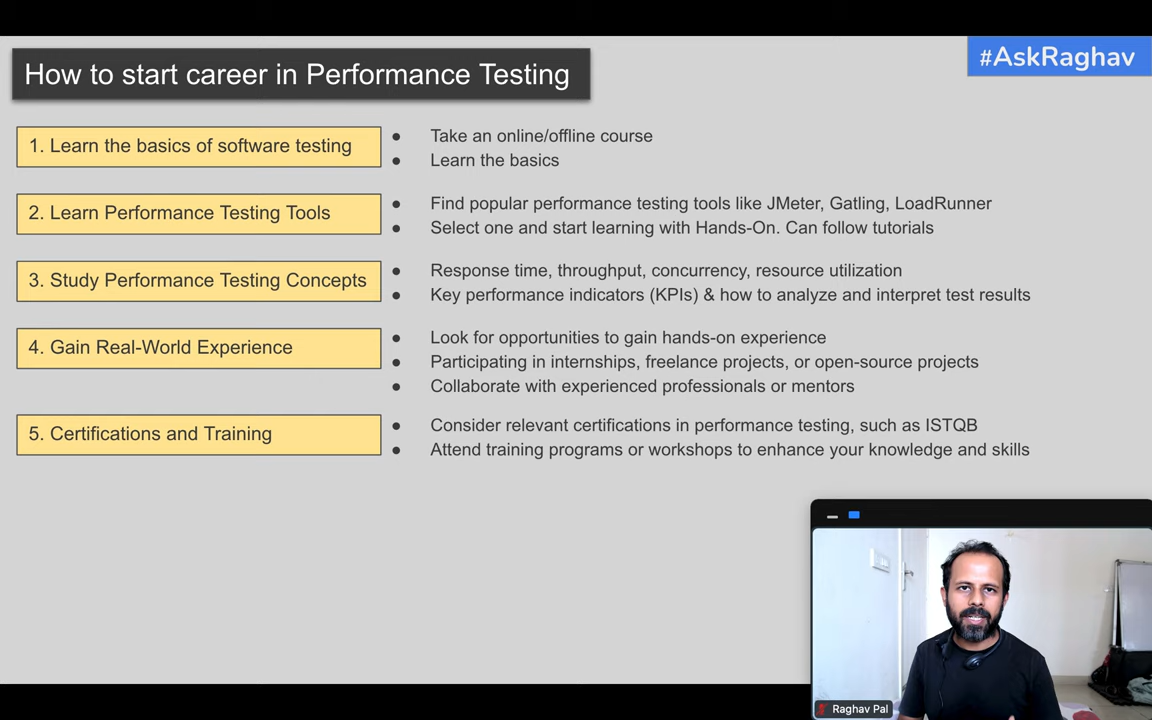 How to start career in Performance Testing
#AskRaghav
1. Learn the basics of software testing
● Take an online/offline course
● Learn the basics
2. Learn Performance Testing Tools
● Find popular performance testing tools like JMeter, Gatling, LoadRunner
● Select one and start learning with Hands-On. Can follow tutorials
3. Study Performance Testing Concepts
● Response time, throughput, concurrency, resource utilization
● Key performance indicators (KPIs) & how to analyze and interpret test results
4. Gain Real-World Experience
● Look for opportunities to gain hands-on experience
● Participating in internships, freelance projects, or open-source projects
● Collaborate with experienced professionals or mentors
5. Certifications and Training
● Consider relevant certifications in performance testing, such as ISTQB
● Attend training programs or workshops to enhance your knowledge and skills
Raghav Pal